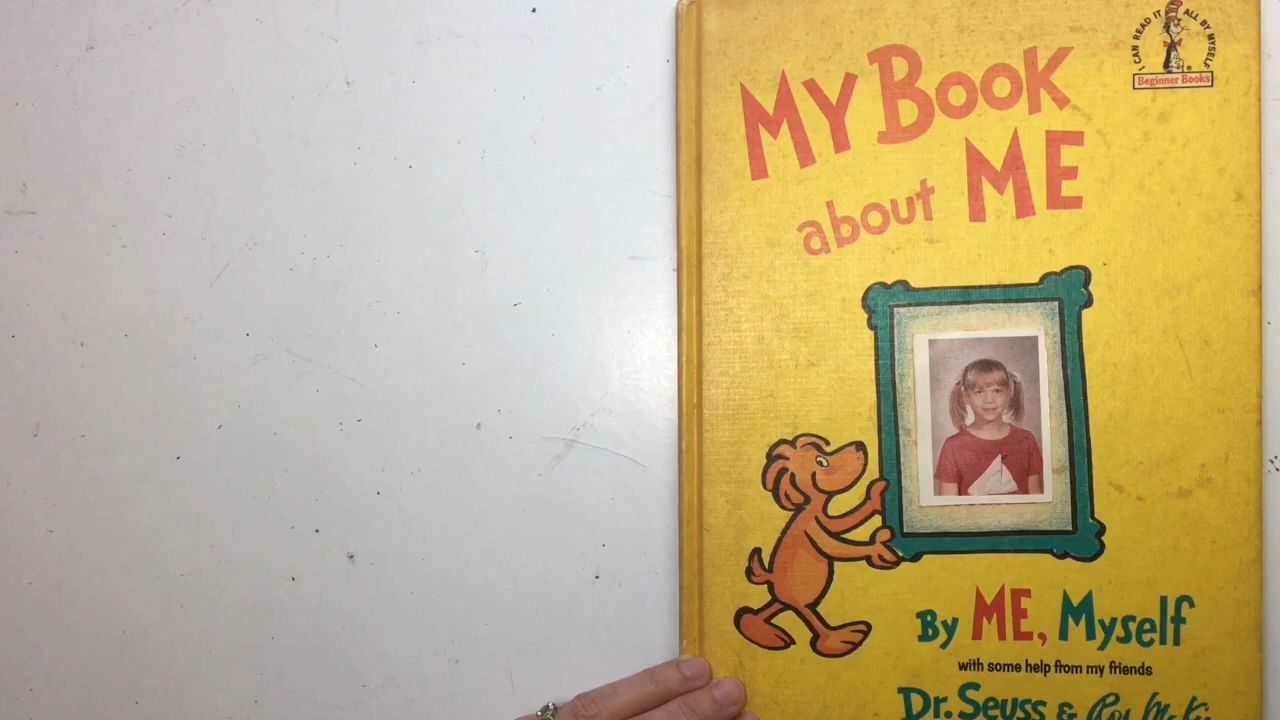 I CAN READ IT ALL BY MYSELF
Beginner Books
MY BOOK
about ME
By ME, Myself
with some help from my friends
Dr. Seuss &